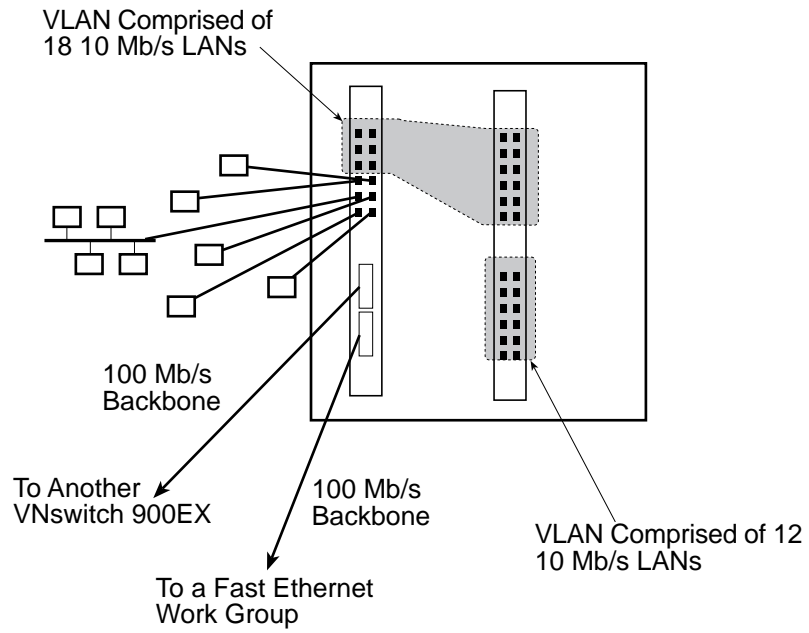 VLAN Comprised of
18 10 Mb/s LANs
100 Mb/s
Backbone
To Another
VNswitch 900EX
100 Mb/s
Backbone
To a Fast Ethernet
Work Group
VLAN Comprised of 12
10 Mb/s LANs